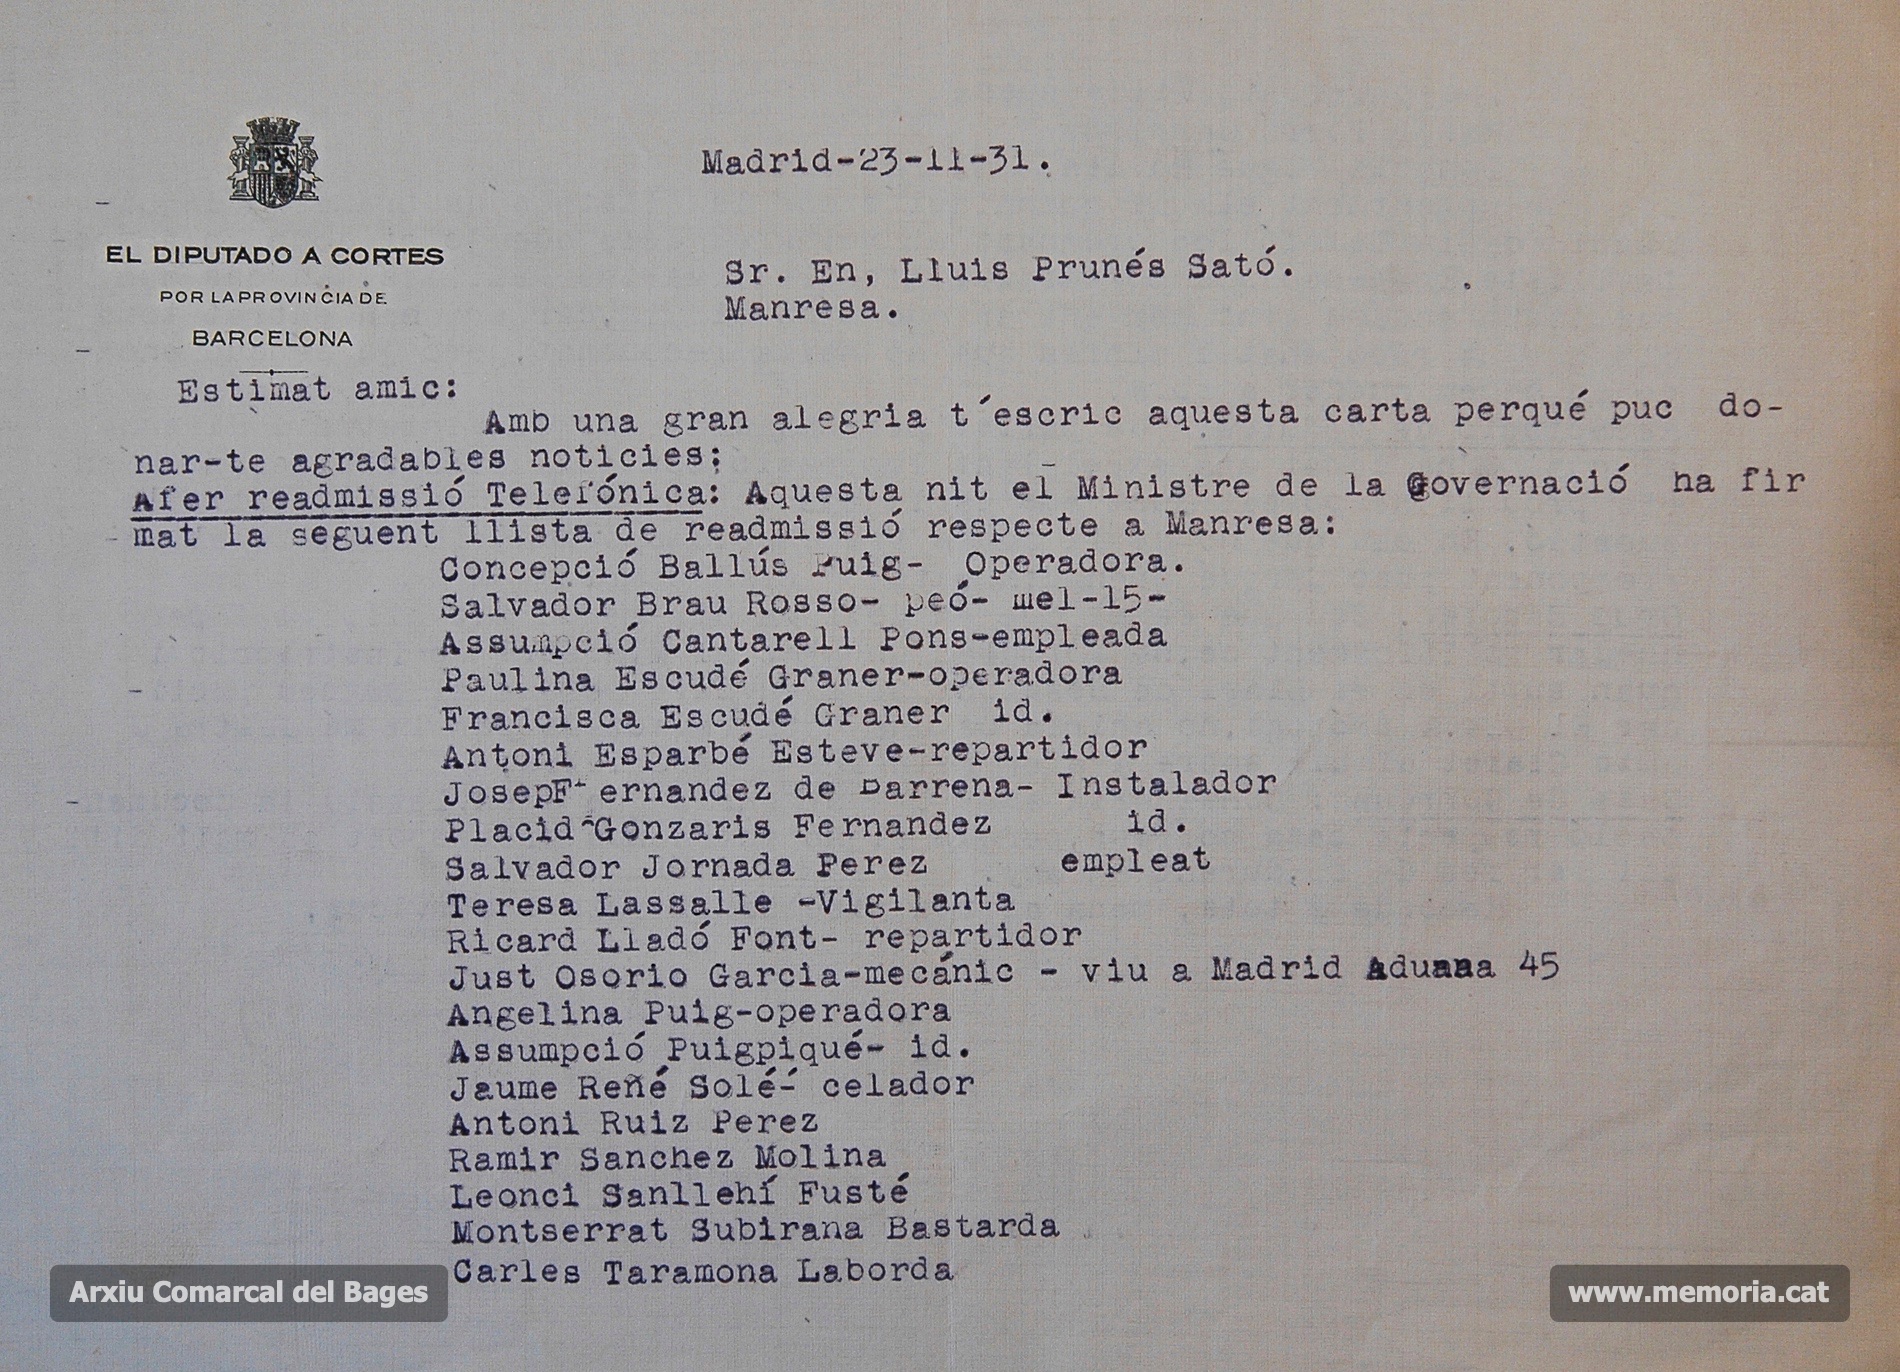 Madrid-23-11-31.
EL DIPUTADO A CORTES
POR LA PROVINCIA DE
BARCELONA
Sr. En, Lluis Prunés Sató.
Manresa.
Estimat amic:
Amb una gran alegria t´escric aquesta carta perqué puc do-
nar-te agradables noticies:
Afer readmissió Telefónica: Aquesta nit el Ministre de la Governació ha fir
mat la seguent llista de readmissió respecte a Manresa:
Concepció Ballús Puig- Operadora.
Salvador Brau Rosso- peó- mel-15-
Assumpció Cantarell Pons-empleada
Paulina Escudé Graner-operadora
Francisca Escudé Graner id.
Antoni Esparbé Esteve-repartidor
Josep Fernandez de Barrena- Instalador
Placid Gonzaris Fernandez id.
Salvador Jornada Perez empleat
Teresa Lassalle -Vigilanta
Ricard Lladó Font- repartidor
Just Osorio Garcia-mecánic - viu a Madrid Aduana 45
Angelina Puig-operadora
Assumpció Puigpiqué- id.
Jaume Reñé Solé- celador
Antoni Ruiz Perez
Ramir Sanchez Molina
Leonci Sanllehí Fusté
Montserrat Subirana Bastarda
Carles Taramona Laborda
Arxiu Comarcal del Bages
www.memoria.cat